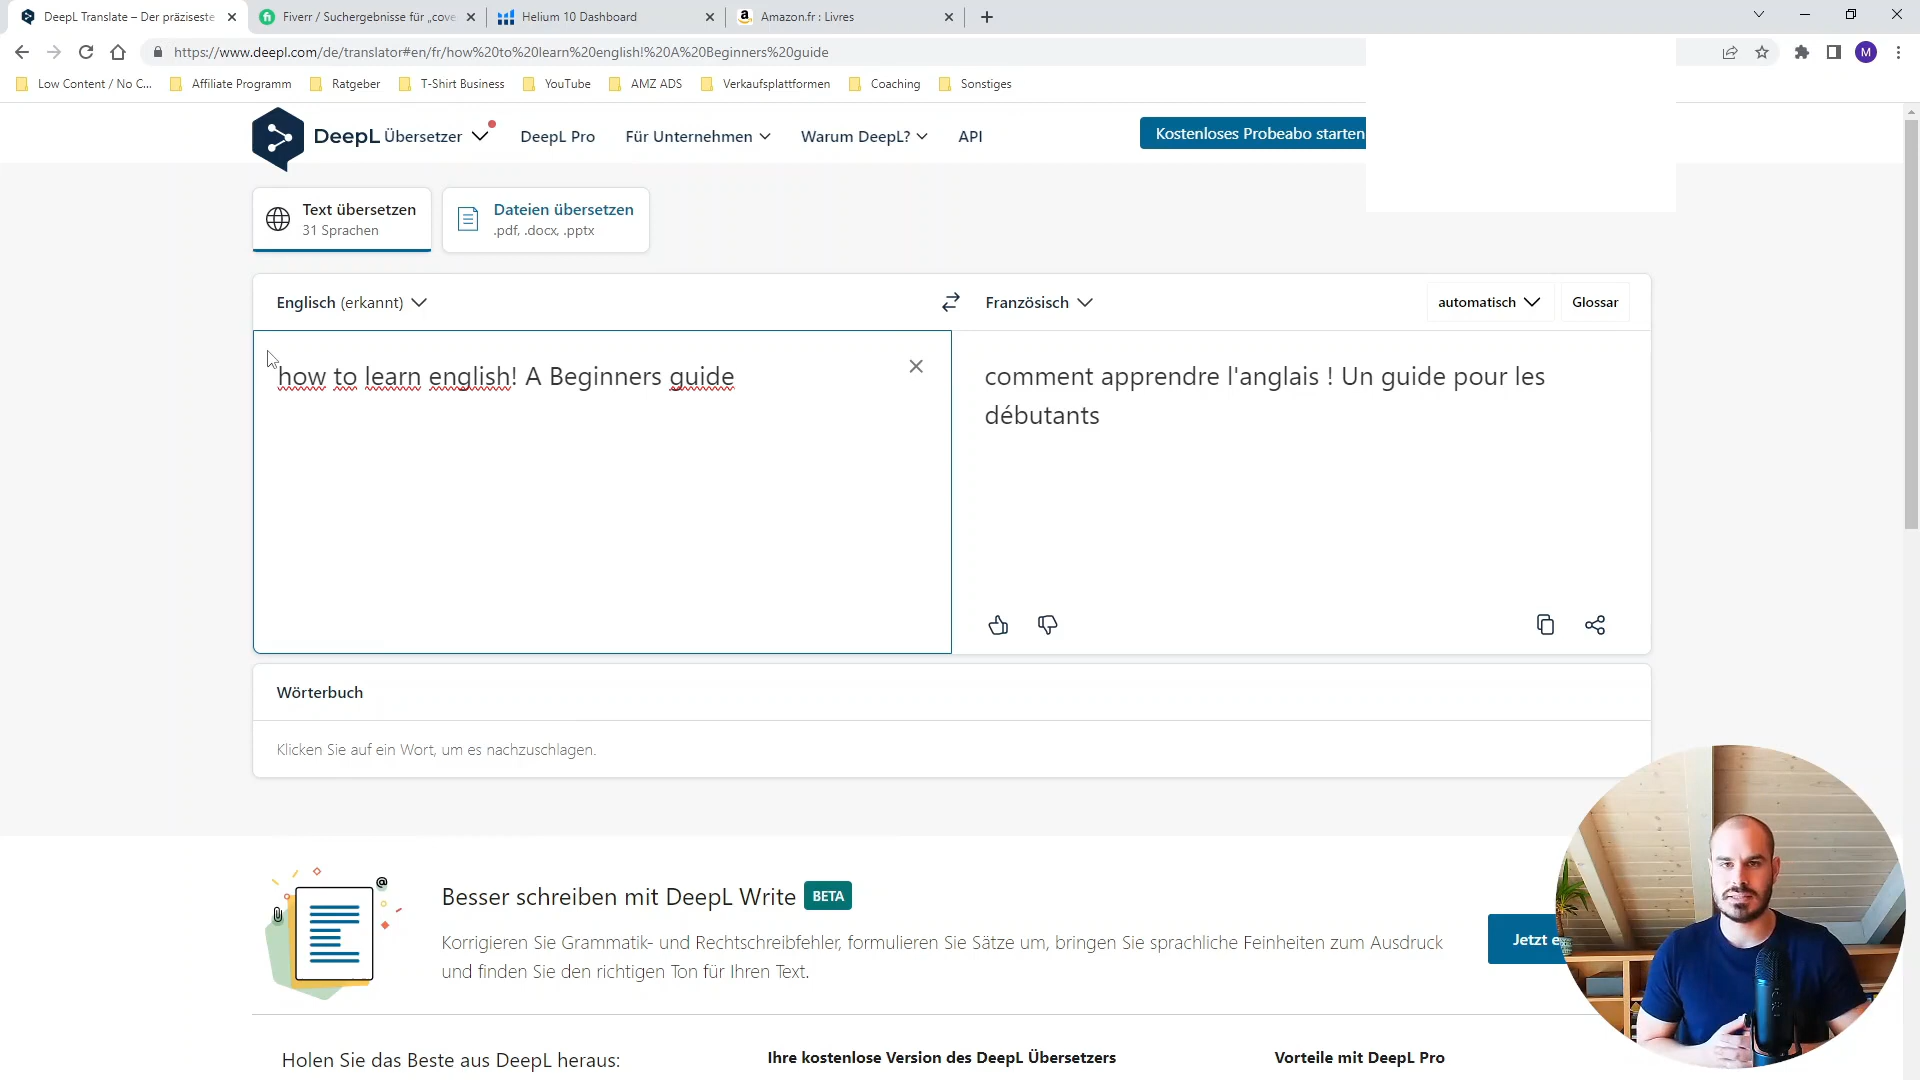 DeepL Translate – Der präziseste
Fiverr / Suchergebnisse für „cove
Helium 10 Dashboard
Amazon.fr : Livres
https://www.deepl.com/de/translator#en/fr/how%20to%20learn%20english!%20A%20Beginners%20guide
M
Low Content / No C...
Affiliate Programm
Ratgeber
T-Shirt Business
YouTube
AMZ ADS
Verkaufsplattformen
Coaching
Sonstiges
DeepL Übersetzer
DeepL Pro
Für Unternehmen
Warum DeepL?
API
Kostenloses Probeabo starten
Text übersetzen
31 Sprachen
Dateien übersetzen
.pdf, .docx, .pptx
Englisch (erkannt)
Französisch
automatisch
Glossar
how to learn english! A Beginners guide
comment apprendre l'anglais ! Un guide pour les
débutants
Wörterbuch
Klicken Sie auf ein Wort, um es nachzuschlagen.
Besser schreiben mit DeepL Write BETA
Korrigieren Sie Grammatik- und Rechtschreibfehler, formulieren Sie Sätze um, bringen Sie sprachliche Feinheiten zum Ausdruck
und finden Sie den richtigen Ton für Ihren Text.
Jetzt
Holen Sie das Beste aus DeepL heraus:
Ihre kostenlose Version des DeepL Übersetzers
Vorteile mit DeepL Pro